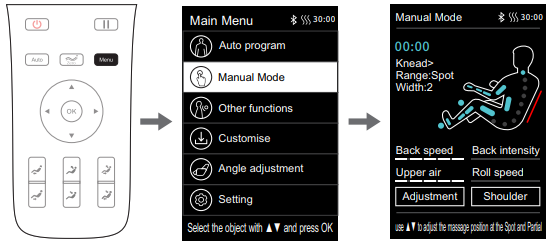 Auto
Menu
OK
Main Menu 30:00
Auto program
Manual Mode
Other functions
Customise
Angle adjustment
Setting
Select the object with ▲▼ and press OK
Manual Mode 30:00
00:00
Knead>
Range:Spot
Width:2
Back speed Back intensity
Upper air Roll speed
Adjustment Shoulder
use ▲▼ to adjust the massage position at the Spot and Partial